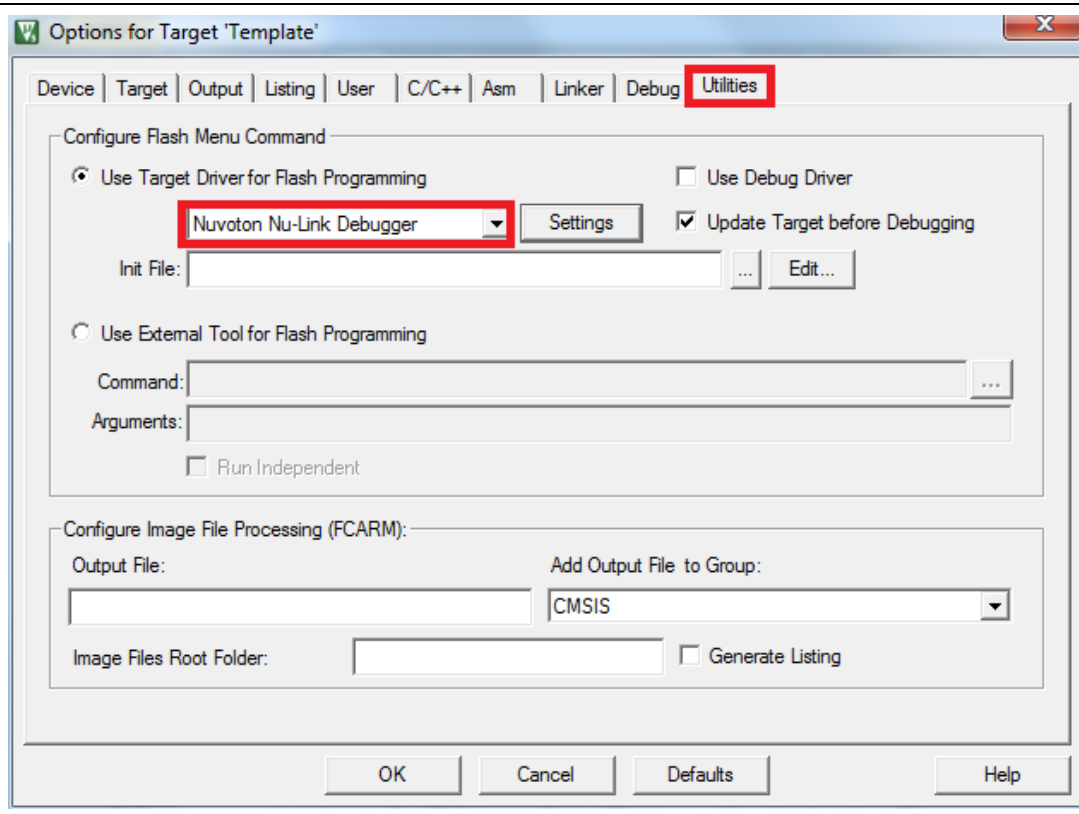 Options for Target 'Template'
Device Target Output Listing User C/C++ Asm Linker Debug Utilities
Configure Flash Menu Command
Use Target Driver for Flash Programming Use Debug Driver
Nuvoton Nu-Link Debugger Settings Update Target before Debugging
Init File: ... Edit...
Use External Tool for Flash Programming
Command: ...
Arguments:
Run Independent
Configure Image File Processing (FCARM):
Output File: Add Output File to Group:
CMSIS
Image Files Root Folder: Generate Listing
OK Cancel Defaults Help